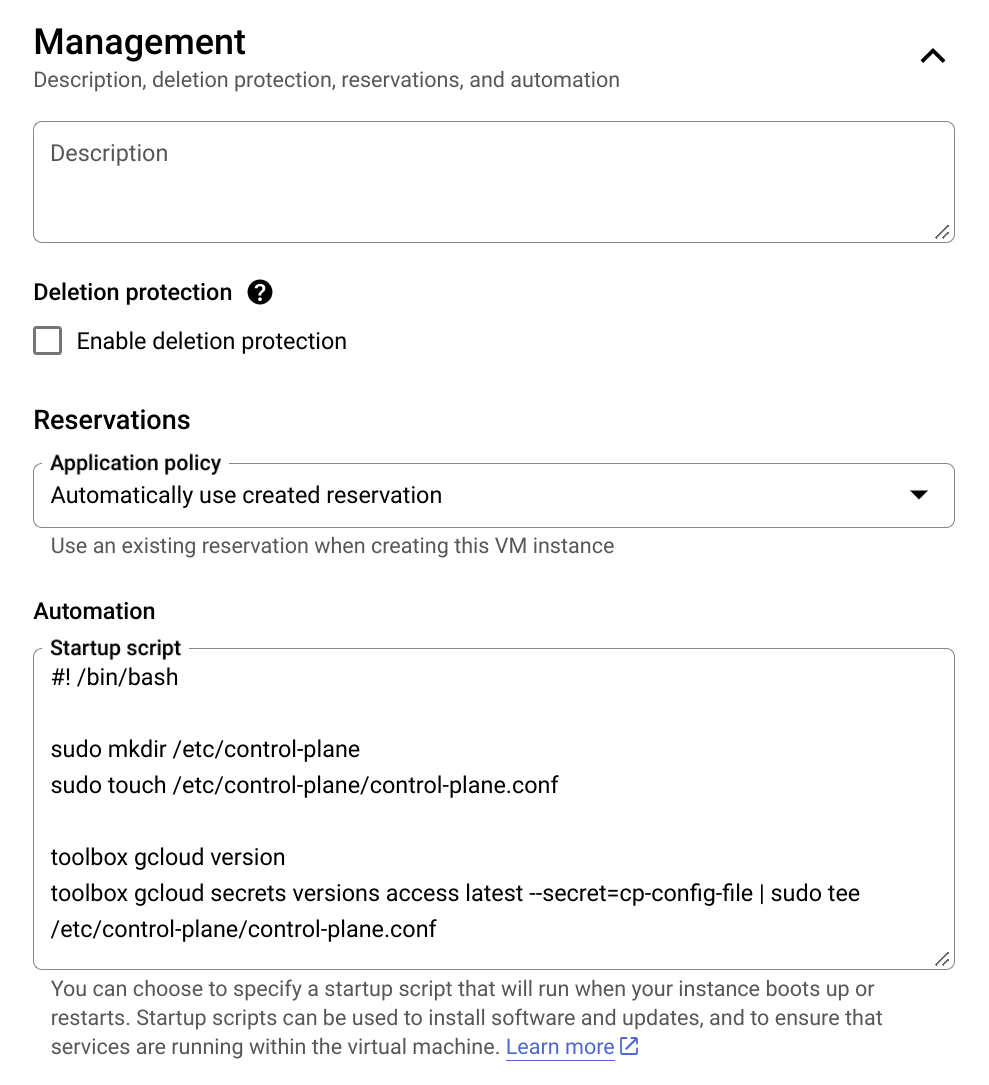 Management
Description, deletion protection, reservations, and automation
Description
Deletion protection ?
Enable deletion protection
Reservations
Application policy
Automatically use created reservation
Use an existing reservation when creating this VM instance
Automation
Startup script
#! /bin/bash
sudo mkdir /etc/control-plane
sudo touch /etc/control-plane/control-plane.conf
toolbox gcloud version
toolbox gcloud secrets versions access latest --secret=cp-config-file | sudo tee
/etc/control-plane/control-plane.conf
You can choose to specify a startup script that will run when your instance boots up or
restarts. Startup scripts can be used to install software and updates, and to ensure that
services are running within the virtual machine. Learn more